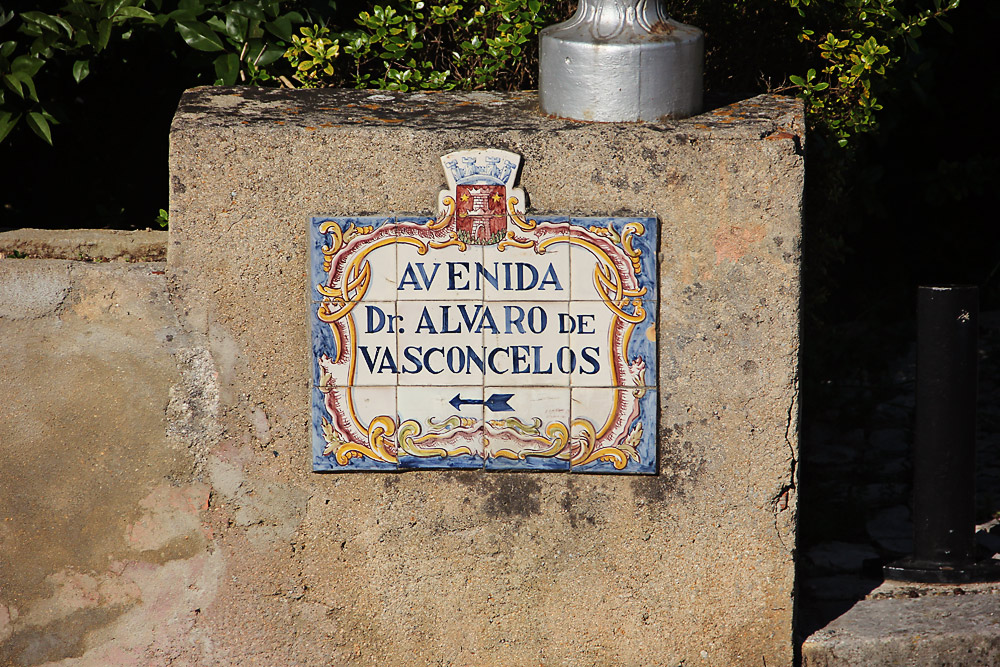 AVENIDA
Dr. ALVARO DE
VASCONCELOS